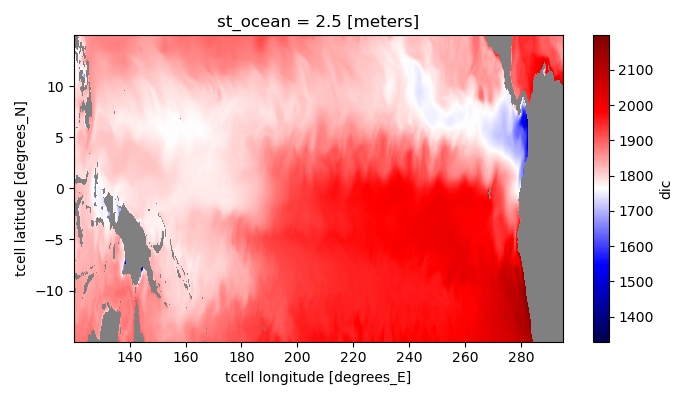 st_ocean = 2.5 [meters]
10
5
0
−5
−10
tcell latitude [degrees_N]
140 160 180 200 220 240 260 280
tcell longitude [degrees_E]
2100
2000
1900
1800
1700
1600
1500
1400
dic